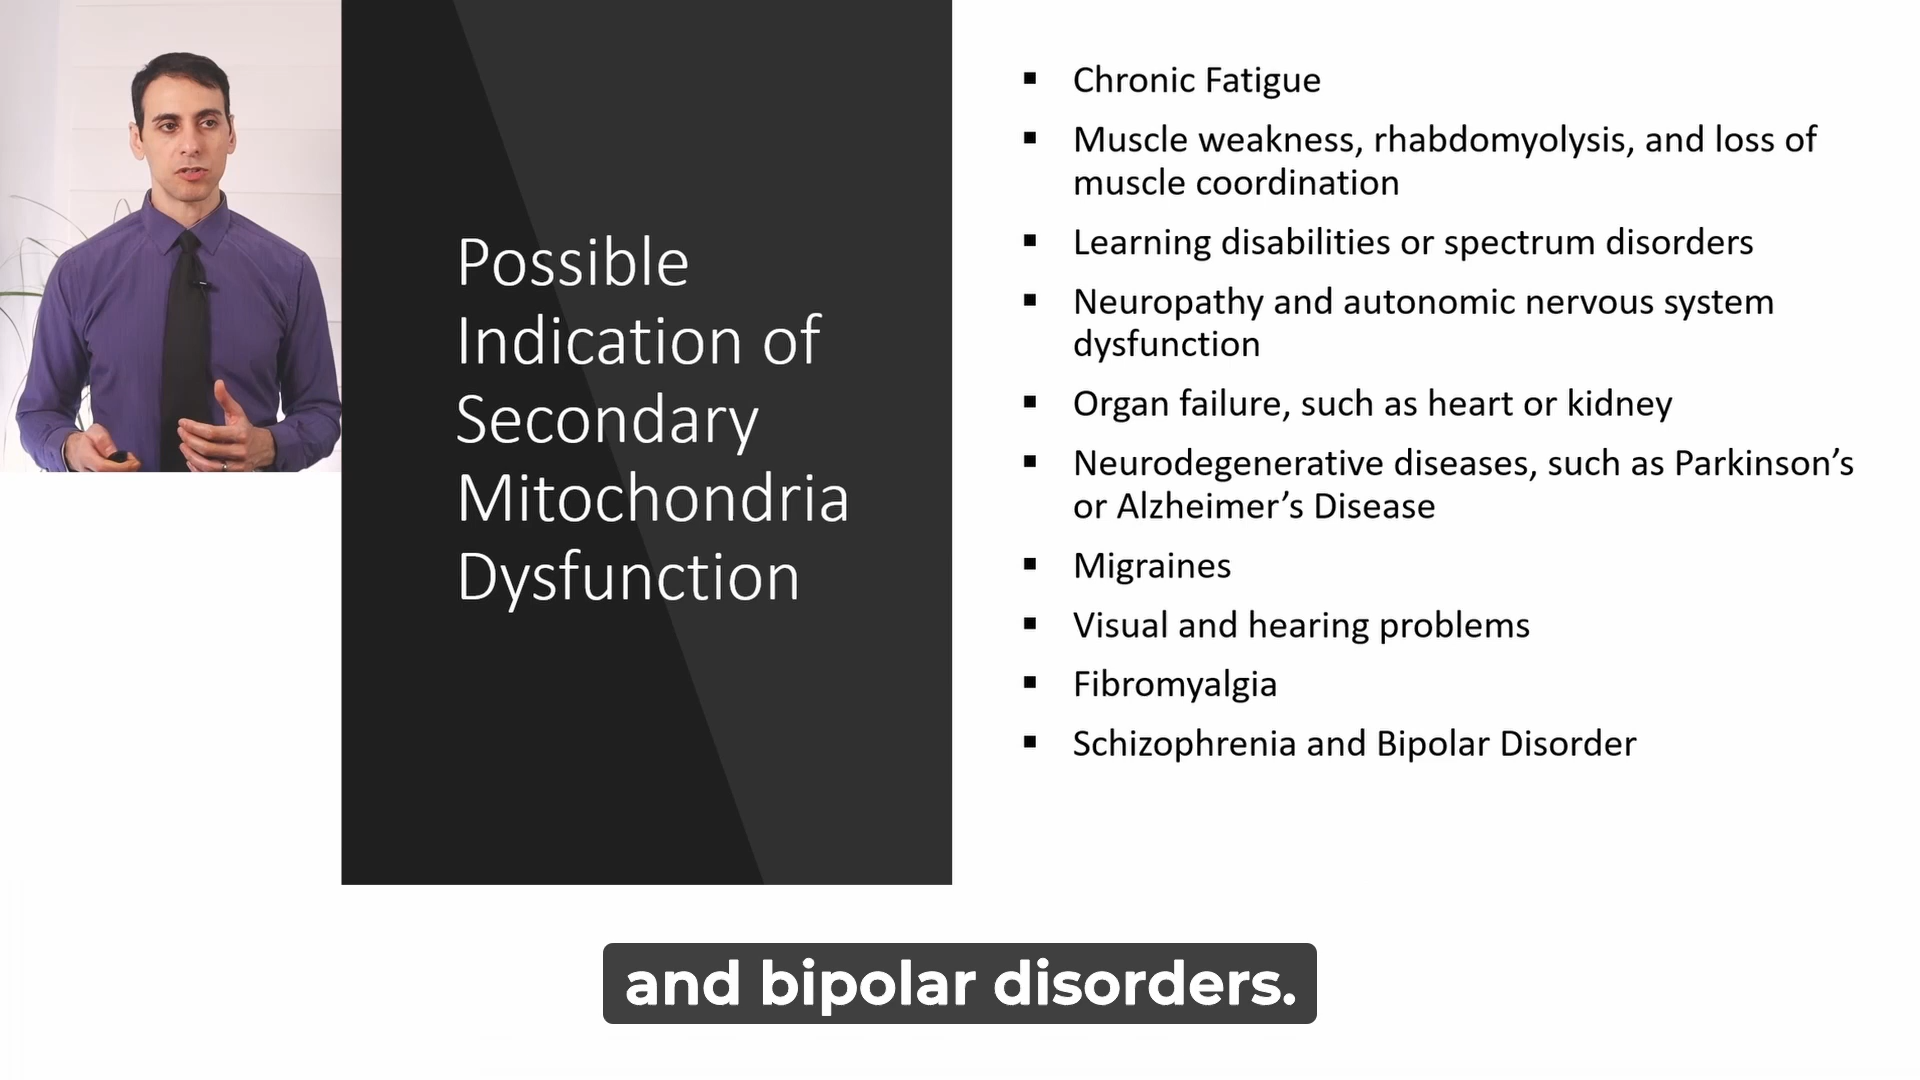 Possible
Indication of
Secondary
Mitochondria
Dysfunction
▪ Chronic Fatigue
▪ Muscle weakness, rhabdomyolysis, and loss of
muscle coordination
▪ Learning disabilities or spectrum disorders
▪ Neuropathy and autonomic nervous system
dysfunction
▪ Organ failure, such as heart or kidney
▪ Neurodegenerative diseases, such as Parkinson’s
or Alzheimer’s Disease
▪ Migraines
▪ Visual and hearing problems
▪ Fibromyalgia
▪ Schizophrenia and Bipolar Disorder
and bipolar disorders.